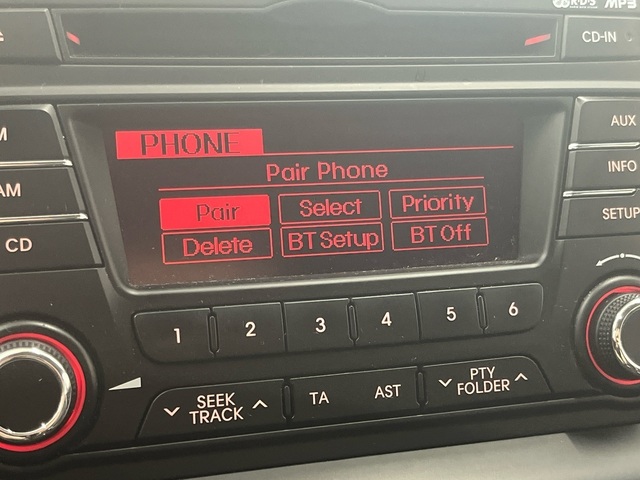 R·D·S MP3
CD-IN
PHONE
Pair Phone
Pair Select Priority
Delete BT Setup BT Off
AM
CD
AUX
INFO
SETUP
1 2 3 4 5 6
SEEK
TRACK
TA AST
PTY
FOLDER